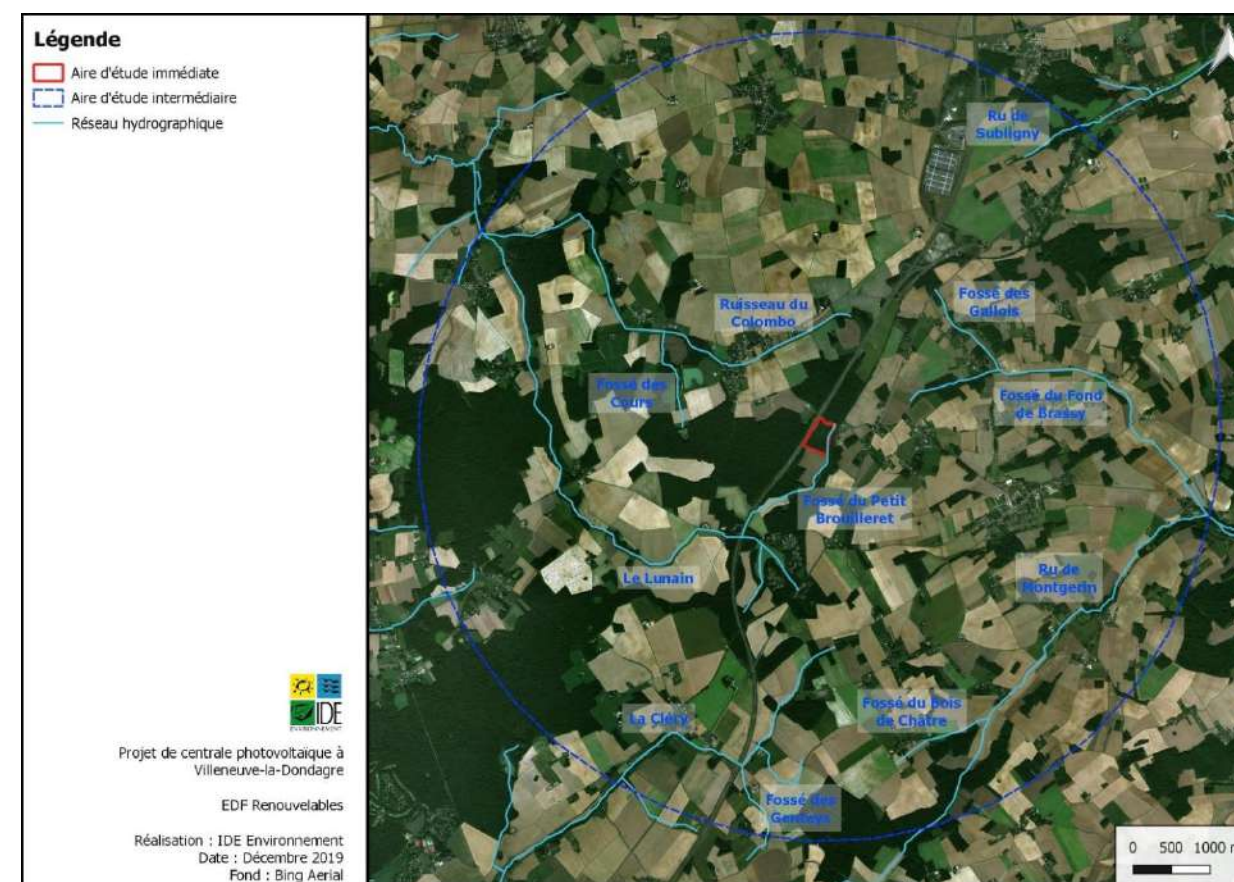 Légende
Aire d'étude immédiate
Aire d'étude intermédiaire
Réseau hydrographique
IDE
ENVIRONNEMENT
Projet de centrale photovoltaïque à
Villeneuve-la-Dondagre
EDF Renouvelables
Réalisation : IDE Environnement
Date : Décembre 2019
Fond : Bing Aerial
Ru de
Subligny
Fossé des
Gallois
Ruisseau du
Colombo
Fossé des
Cours
Fossé du Fond
de Brassy
Fossé du Petit
Brouilleret
Le Lunain
Ru de
Montgerin
La Cléry
Fossé du Bois
de Châtre
Fossé des
Genteys
0 500 1000 m